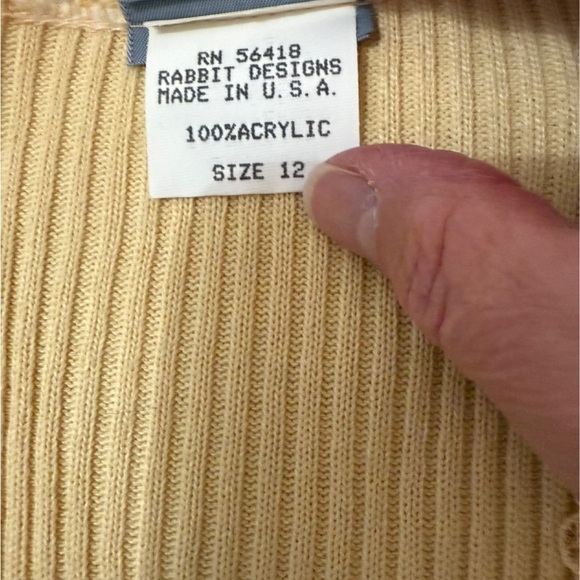 RN 56418
RABBIT DESIGNS
MADE IN U.S.A.
100%ACRYLIC
SIZE 12